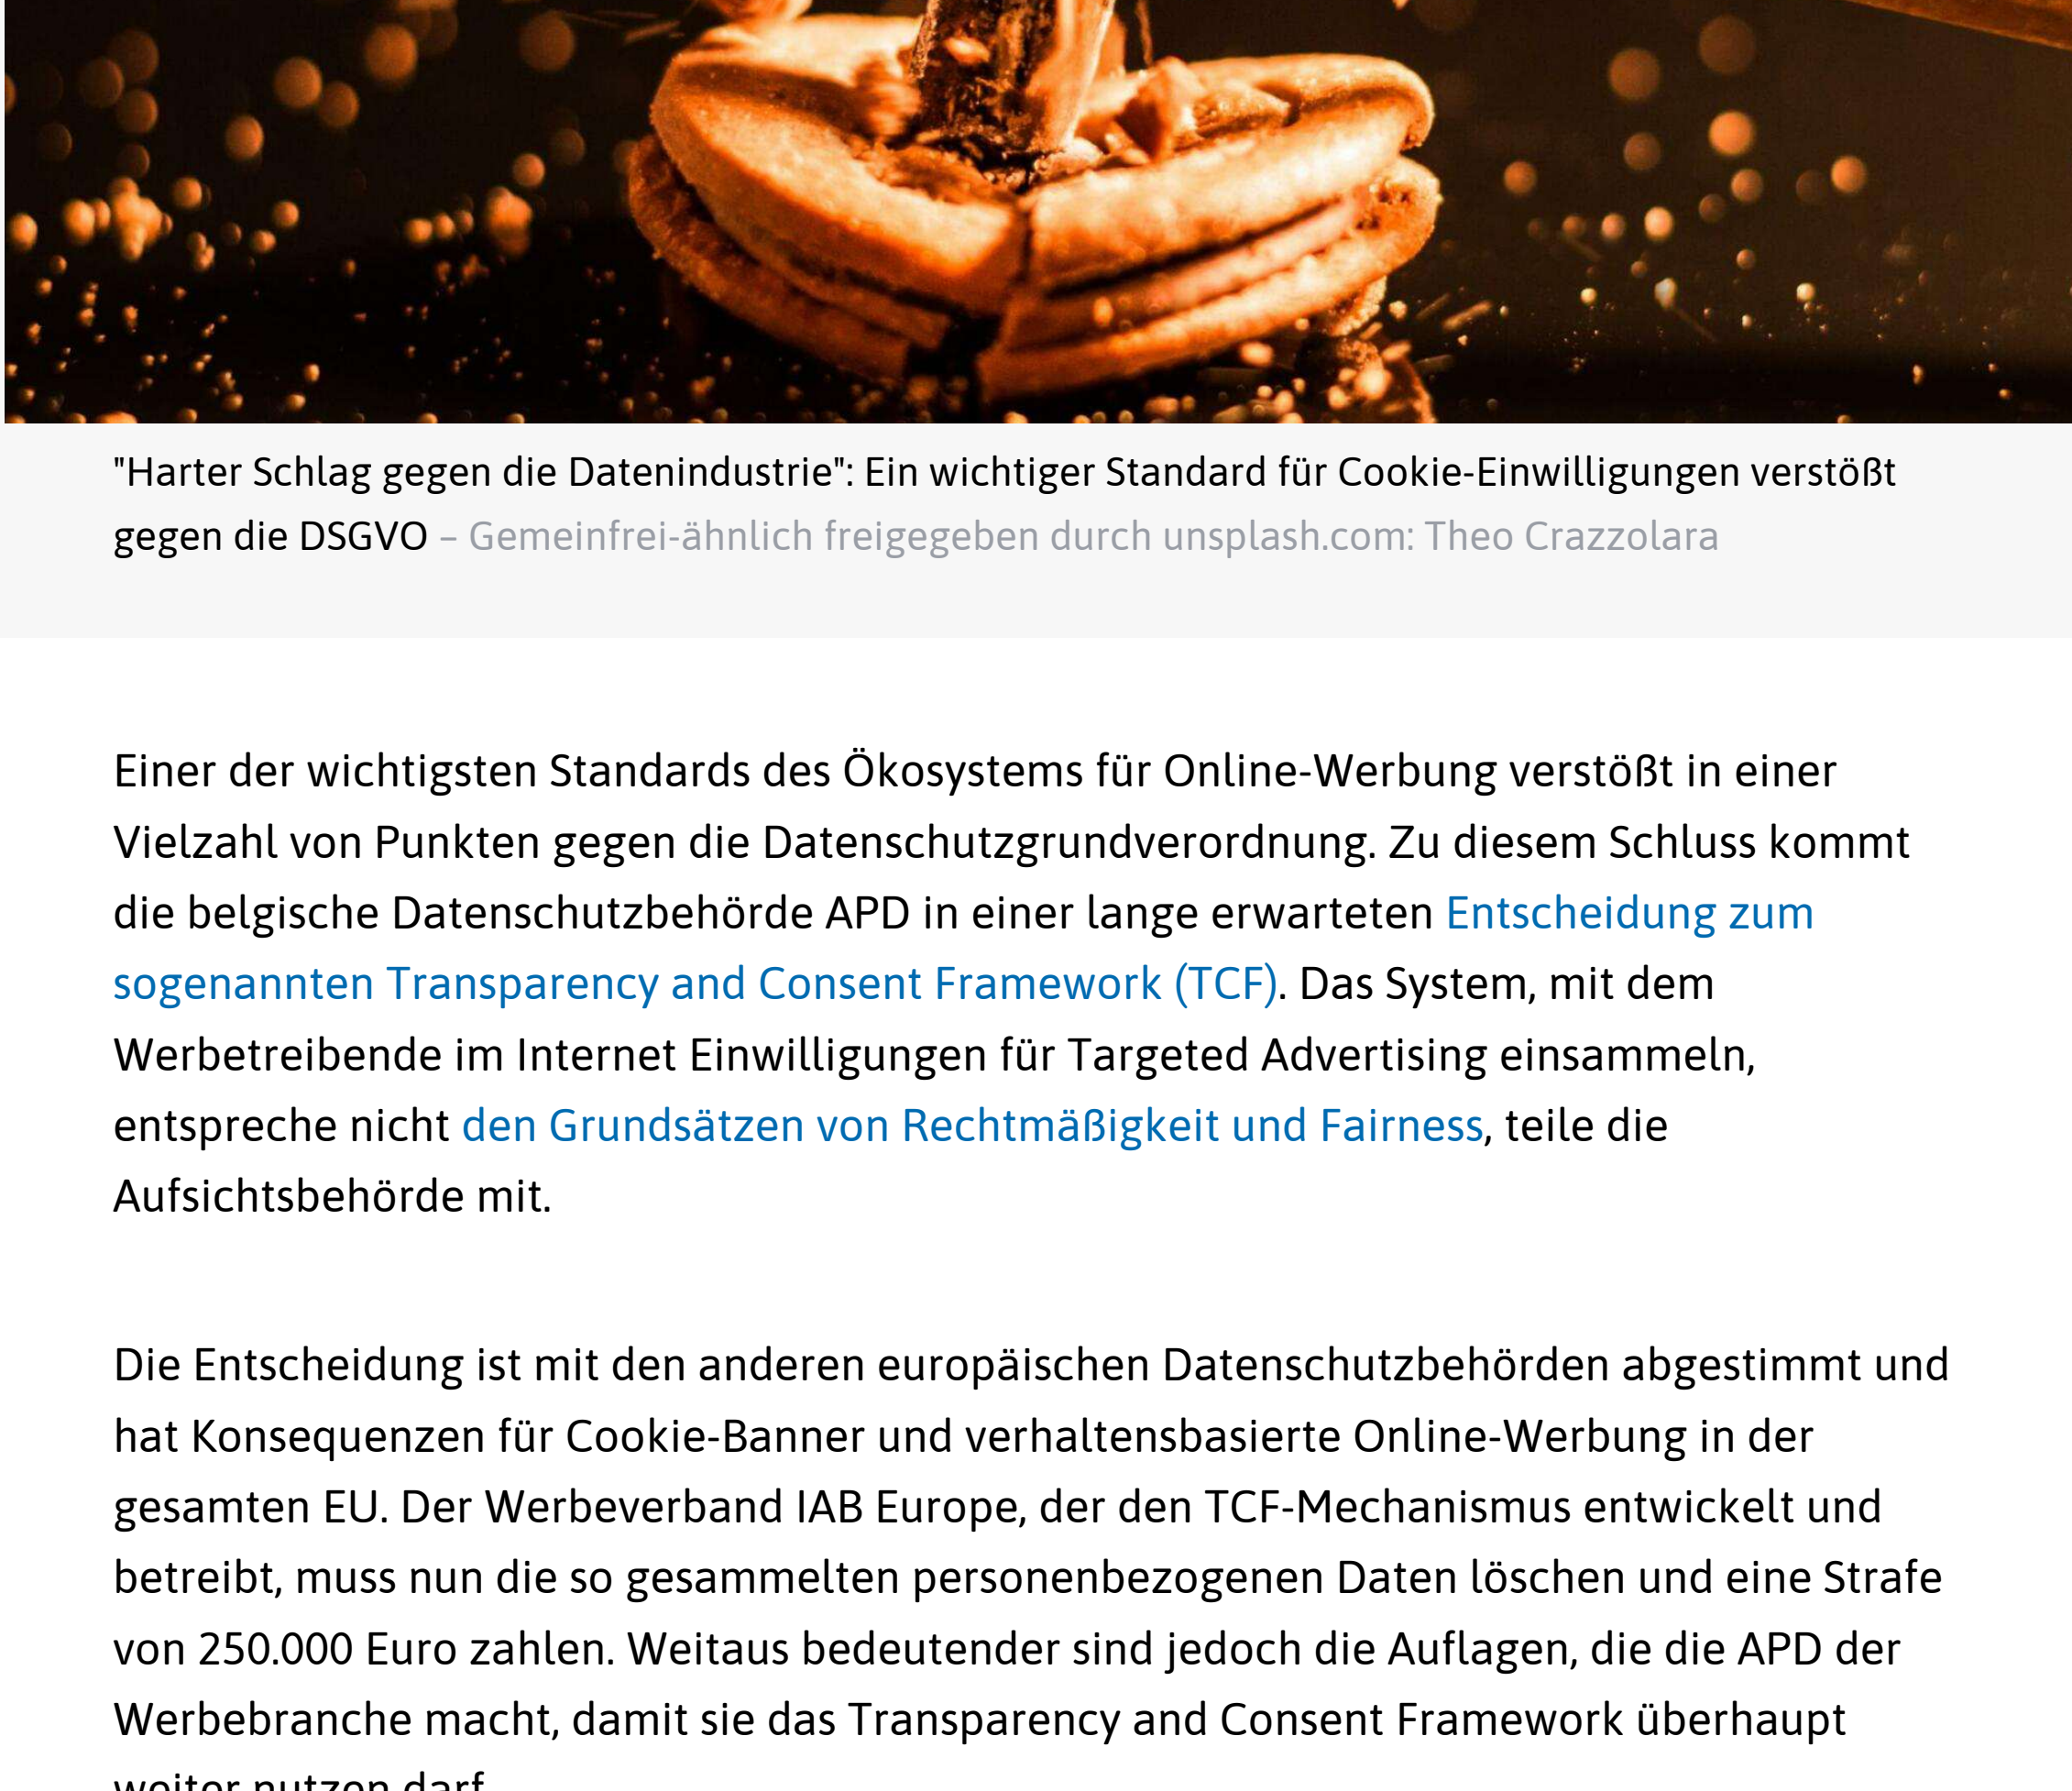 "Harter Schlag gegen die Datenindustrie": Ein wichtiger Standard für Cookie-Einwilligungen verstößt
gegen die DSGVO – Gemeinfrei-ähnlich freigegeben durch unsplash.com: Theo Crazzolara
Einer der wichtigsten Standards des Ökosystems für Online-Werbung verstößt in einer
Vielzahl von Punkten gegen die Datenschutzgrundverordnung. Zu diesem Schluss kommt
die belgische Datenschutzbehörde APD in einer lange erwarteten Entscheidung zum
sogenannten Transparency and Consent Framework (TCF). Das System, mit dem
Werbetreibende im Internet Einwilligungen für Targeted Advertising einsammeln,
entspreche nicht den Grundsätzen von Rechtmäßigkeit und Fairness, teile die
Aufsichtsbehörde mit.
Die Entscheidung ist mit den anderen europäischen Datenschutzbehörden abgestimmt und
hat Konsequenzen für Cookie-Banner und verhaltensbasierte Online-Werbung in der
gesamten EU. Der Werbeverband IAB Europe, der den TCF-Mechanismus entwickelt und
betreibt, muss nun die so gesammelten personenbezogenen Daten löschen und eine Strafe
von 250.000 Euro zahlen. Weitaus bedeutender sind jedoch die Auflagen, die die APD der
Werbebranche macht, damit sie das Transparency and Consent Framework überhaupt
weiter nutzen darf